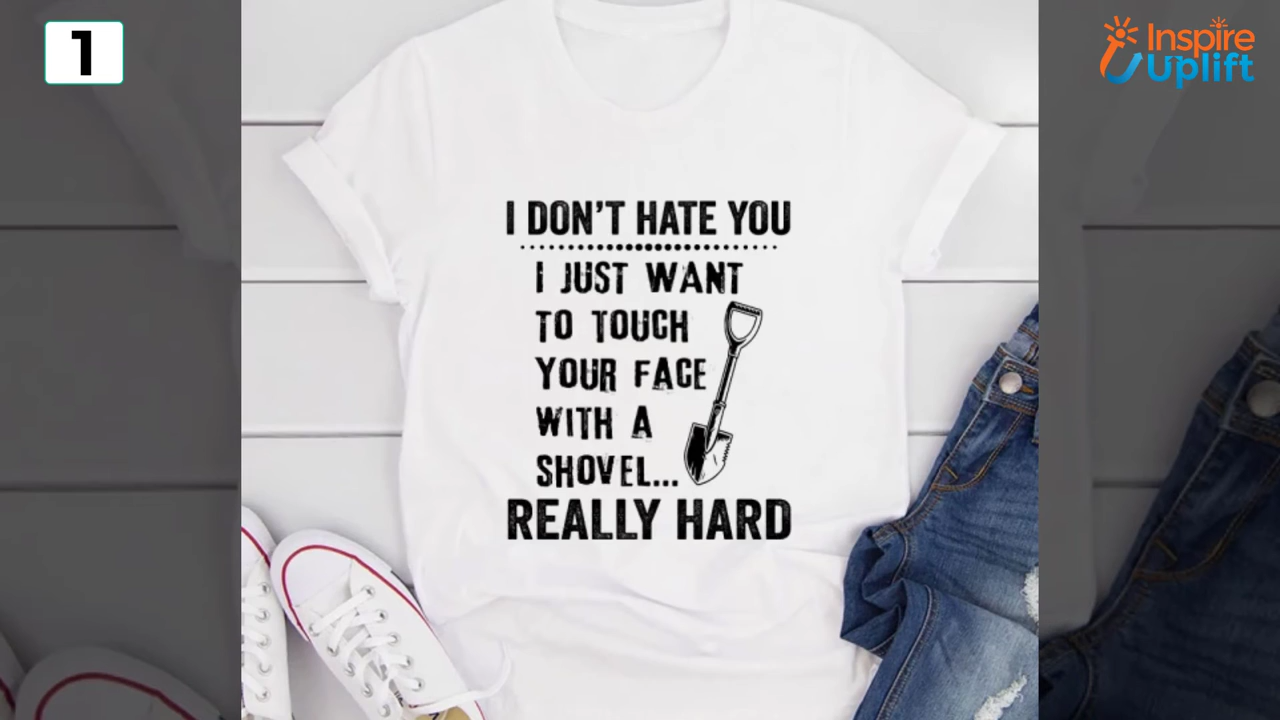 1
Inspire
Uplift
I DON'T HATE YOU
I JUST WANT
TO TOUCH
YOUR FACE
WITH A
SHOVEL...
REALLY HARD